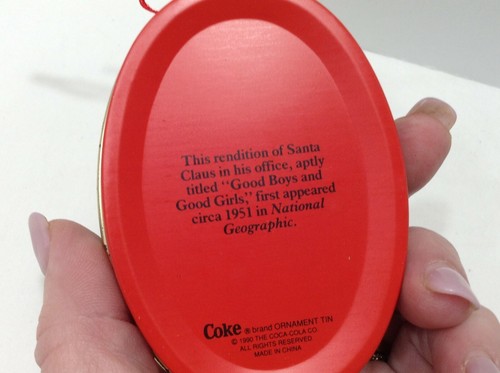 This rendition of Santa
Claus in his office, aptly
titled "Good Boys and
Good Girls," first appeared
circa 1951 in National
Geographic.
Coke ® brand ORNAMENT TIN
© 1995 THE COCA-COLA CO.
ALL RIGHTS RESERVED
MADE IN CHINA